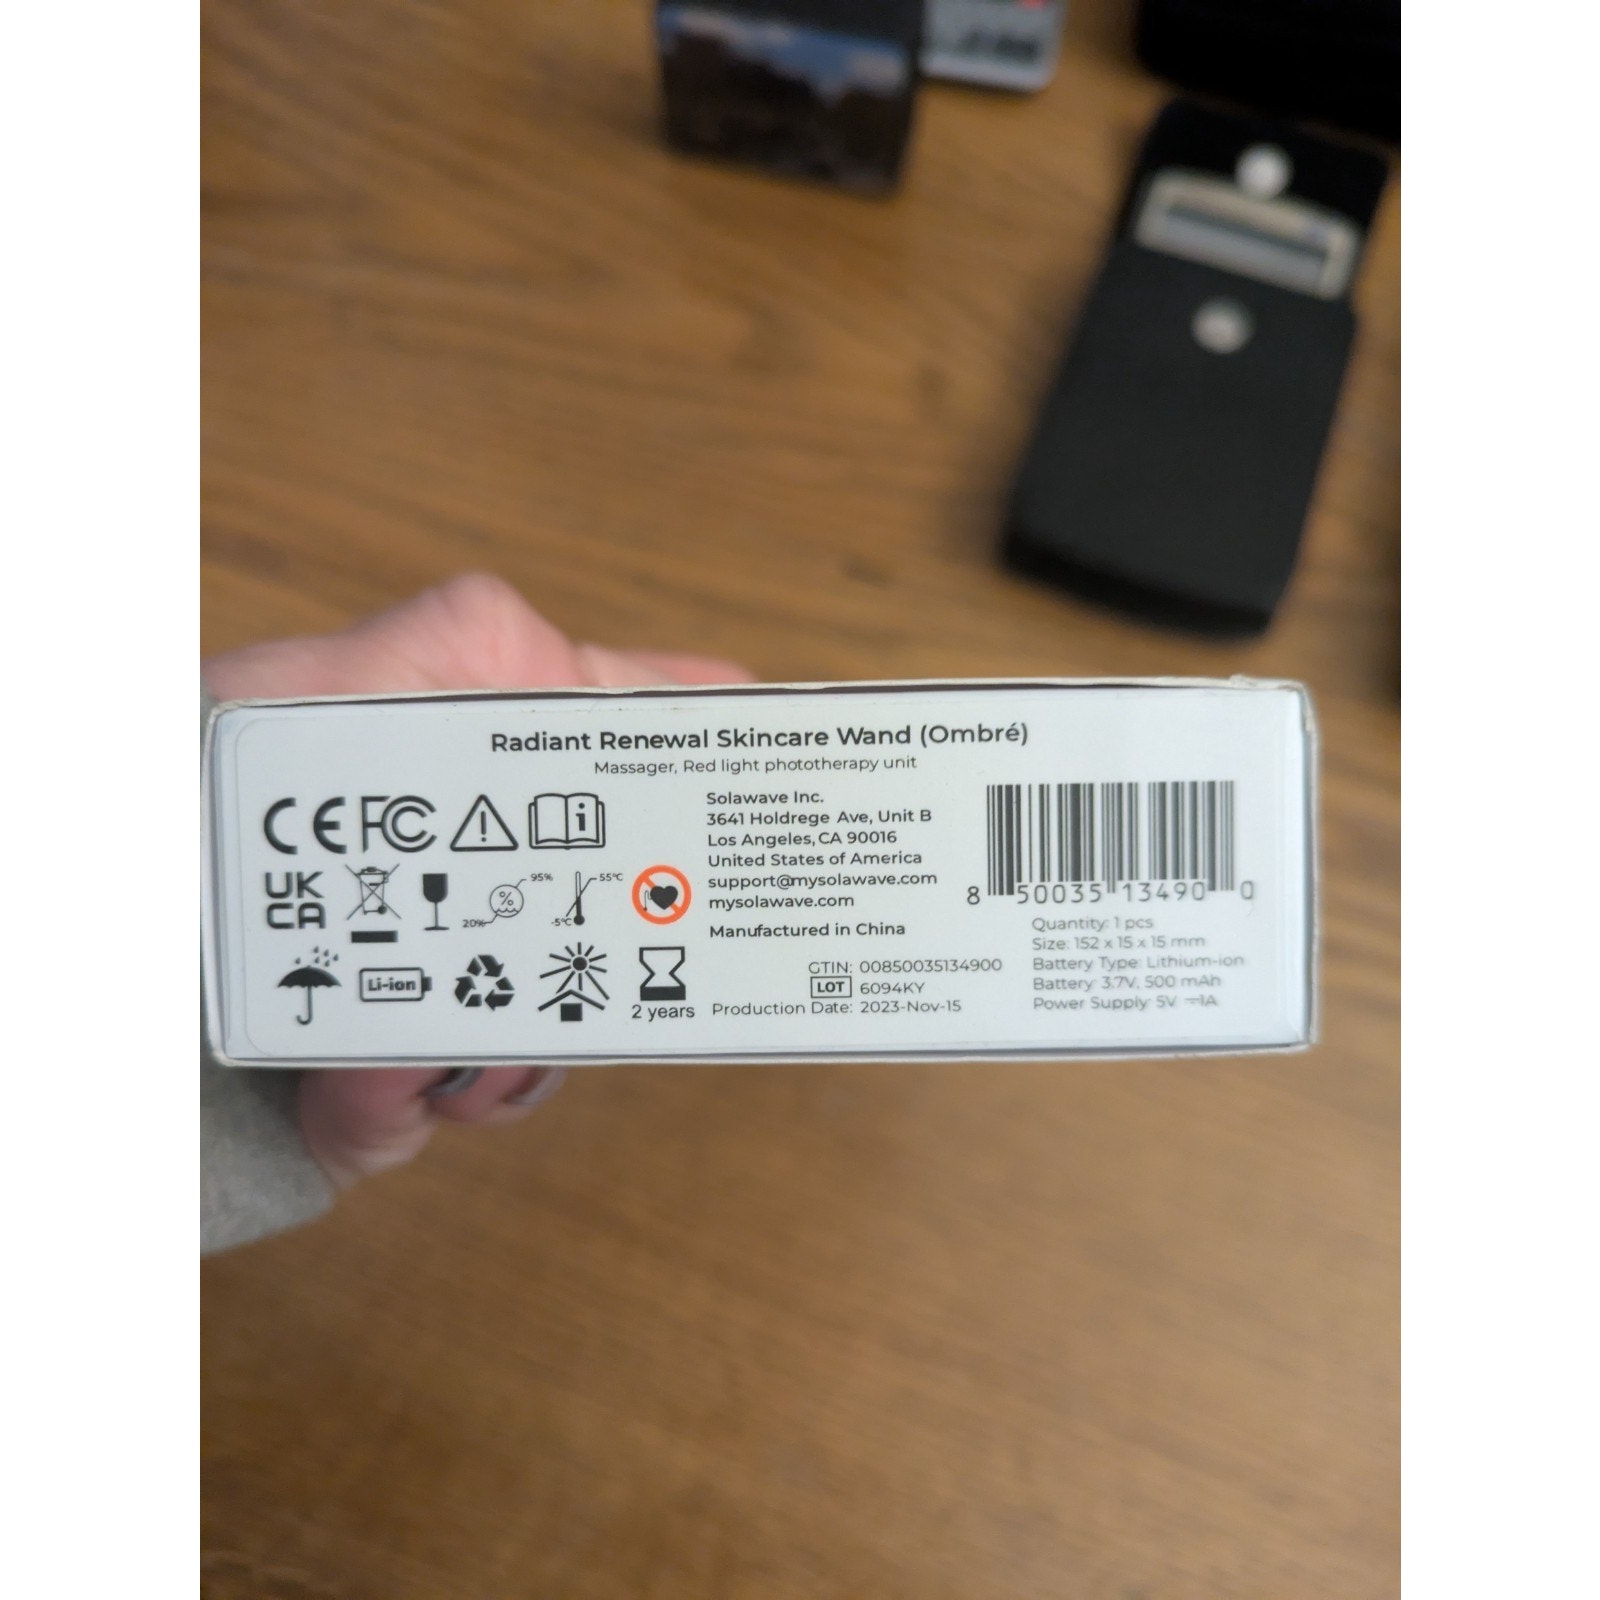 Radiant Renewal Skincare Wand (Ombré)
Massager, Red light phototherapy unit
CE FC
UK
CA
95%
20%
%
55°C
-5°C
Li-ion
2 years
Solawave Inc.
3641 Holdrege Ave, Unit B
Los Angeles, CA 90016
United States of America
support@mysolawave.com
mysolawave.com
Manufactured in China
GTIN: 00850035134900
LOT 6094KY
Production Date: 2023-Nov-15
8 50035 13490 0
Quantity: 1 pcs
Size: 152 x 15 x 15 mm
Battery Type: Lithium-ion
Battery: 3.7V, 500 mAh
Power Supply: 5V ⎓1A